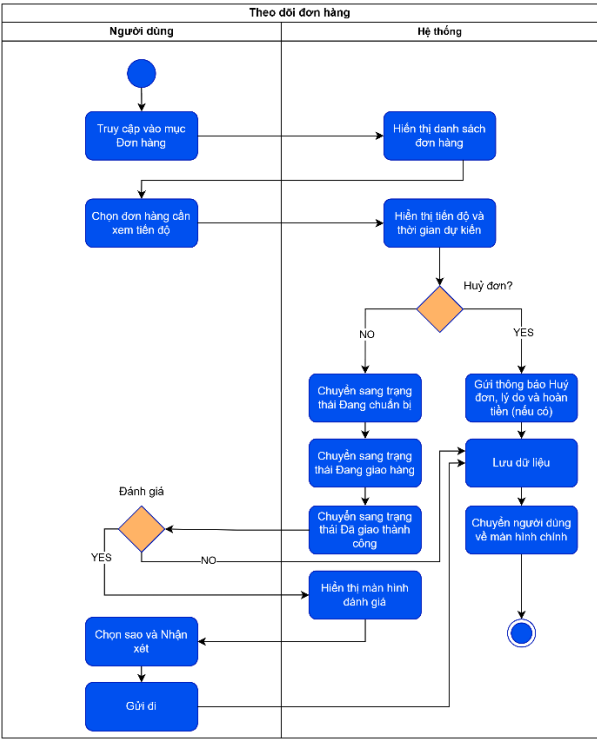 Theo dõi đơn hàng
Người dùng
Hệ thống
Truy cập vào mục
Đơn hàng
Hiển thị danh sách
đơn hàng
Chọn đơn hàng cần
xem tiến độ
Hiển thị tiến độ và
thời gian dự kiến
Huỷ đơn?
NO
YES
Chuyển sang trạng
thái Đang chuẩn bị
Gửi thông báo Huỷ
đơn, lý do và hoàn
tiền (nếu có)
Chuyển sang trạng
thái Đang giao hàng
Lưu dữ liệu
Đánh giá
Chuyển sang trạng
thái Đã giao thành
công
Chuyển người dùng
về màn hình chính
YES
NO
Hiển thị màn hình
đánh giá
Chọn sao và Nhận
xét
Gửi đi